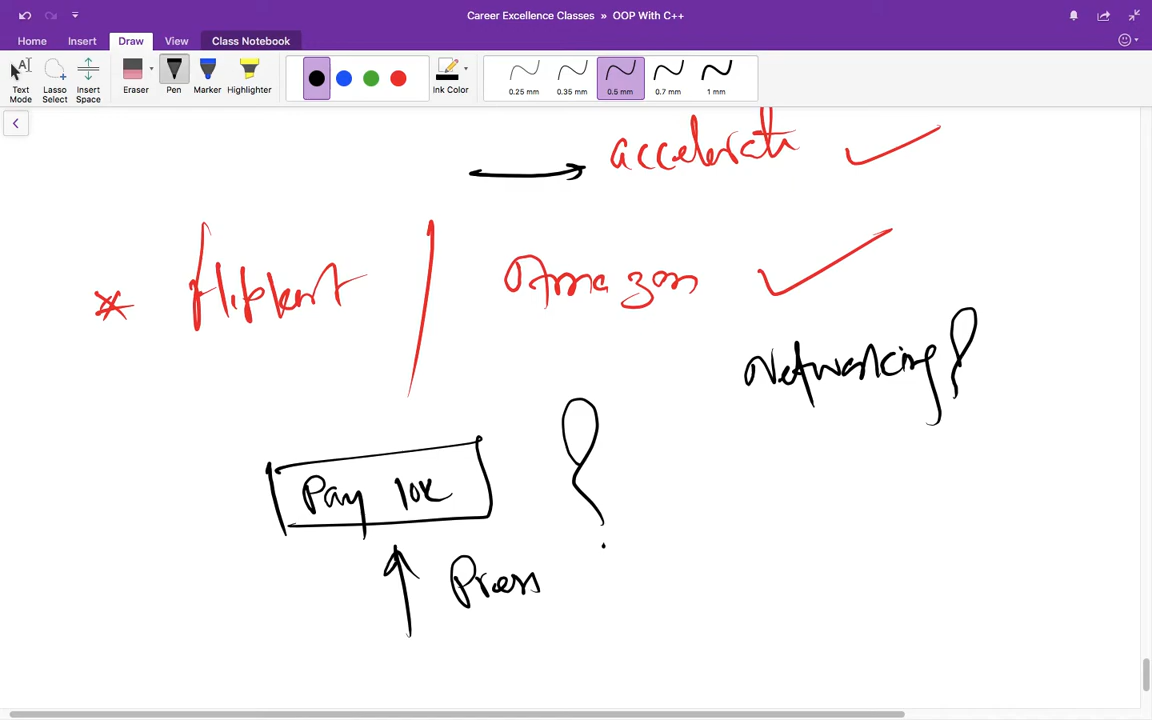 Career Excellence Classes » OOP With C++
Home Insert Draw View Class Notebook
Text Mode
Lasso Select
Insert Space
Eraser
Pen
Marker
Highlighter
Ink Color
0.25 mm
0.35 mm
0.5 mm
0.7 mm
1 mm
accelerate
* flipkart / Amazon
Networking?
Pay 10K ?
Press